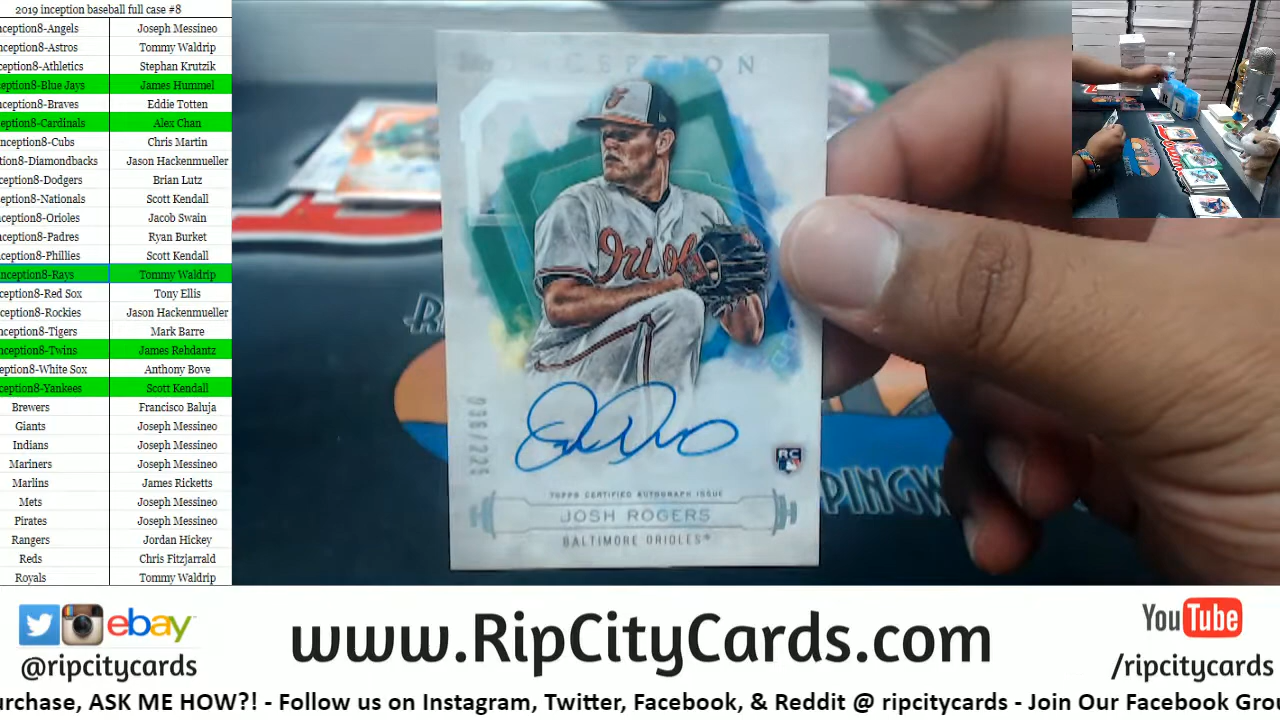 2019 inception baseball full case #8
nception8-Angels Joseph Messineo
nception8-Astros Tommy Waldrip
ception8-Athletics Stephan Krutzik
eption8-Blue Jays James Hummel
nception8-Braves Eddie Totten
eption8-Cardinals Alex Chan
nception8-Cubs Chris Martin
tion8-Diamondbacks Jason Hackenmueller
ception8-Dodgers Brian Lutz
ception8-Nationals Scott Kendall
nception8-Orioles Jacob Swain
nception8-Padres Ryan Burket
nception8-Phillies Scott Kendall
nception8-Rays Tommy Waldrip
ception8-Red Sox Tony Ellis
nception8-Rockies Jason Hackenmueller
nception8-Tigers Mark Barre
nception8-Twins James Rehdantz
eption8-White Sox Anthony Bove
nception8-Yankees Scott Kendall
Brewers Francisco Baluja
Giants Joseph Messineo
Indians Joseph Messineo
Mariners Joseph Messineo
Marlins James Ricketts
Mets Joseph Messineo
Pirates Joseph Messineo
Rangers Jordan Hickey
Reds Chris Fitzjarrald
Royals Tommy Waldrip
PTION
Orioles
RC
TOPPS CERTIFIED AUTOGRAPH ISSUE
JOSH ROGERS
BALTIMORE ORIOLES
PINGW
ebay
@ripcitycards
www.RipCityCards.com
YouTube
/ripcitycards
urchase, ASK ME HOW?! - Follow us on Instagram, Twitter, Facebook, & Reddit @ ripcitycards - Join Our Facebook Grou